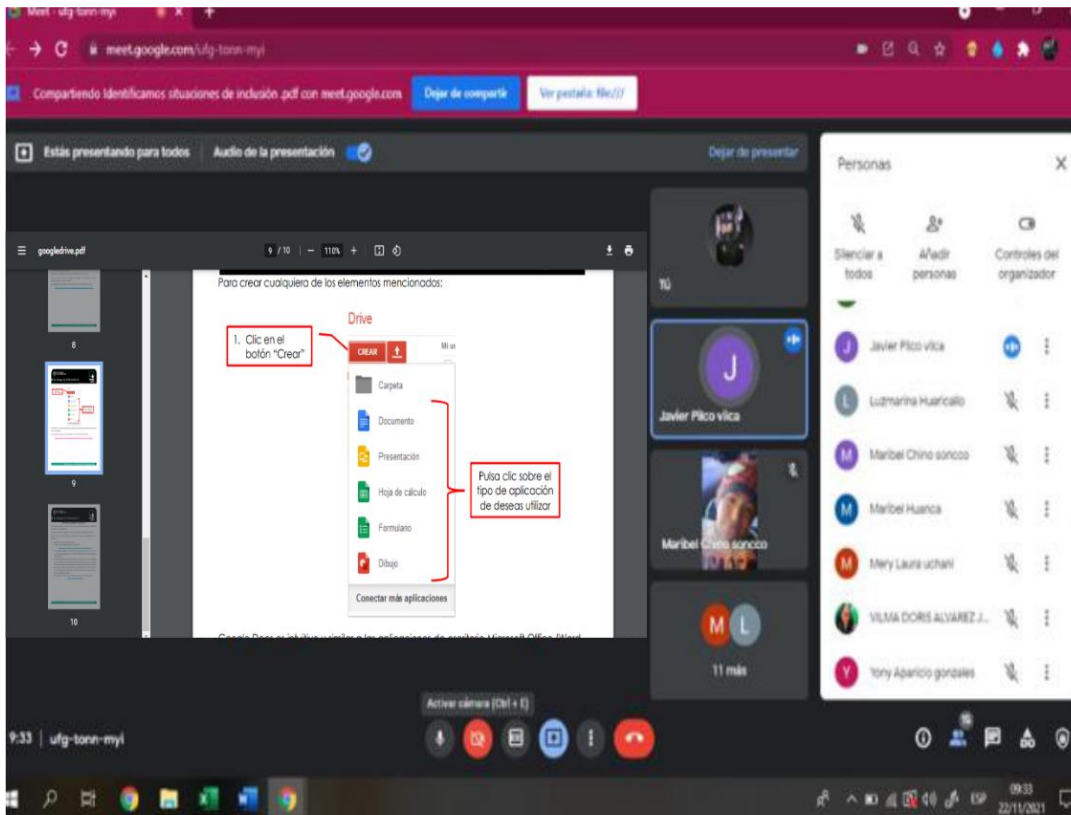 Meet - ufg-tonn-myi
meet.google.com/ufg-tonn-myi
Compartiendo Identificamos situaciones de inclusión .pdf con meet.google.com
Dejar de compartir
Ver pestaña: file:///
Estás presentando para todos
Audio de la presentación
Dejar de presentar
googledrive.pdf
9 / 10
110%
8
9
10
Para crear cualquiera de los elementos mencionados:
Drive
1. Clic en el
botón “Crear”
CREAR
Carpeta
Documento
Presentación
Hoja de cálculo
Formulario
Dibujo
Conectar más aplicaciones
Pulsa clic sobre el
tipo de aplicación
de deseas utilizar
Tú
J
Javier Pilco vilca
Maribel Chino soncco
M L
11 más
Personas
Silenciar a
todos
Añadir
personas
Controles del
organizador
J Javier Pilco vilca
L Luzmarina Huaricallo
M Maribel Chino soncco
M Maribel Huanca
M Mery Laura uchani
VILMA DORIS ALVAREZ J...
Y Yony Aparicio gonzales
Activar cámara (Ctrl + E)
9:33 | ufg-tonn-myi
ESP
09:33
22/11/2021